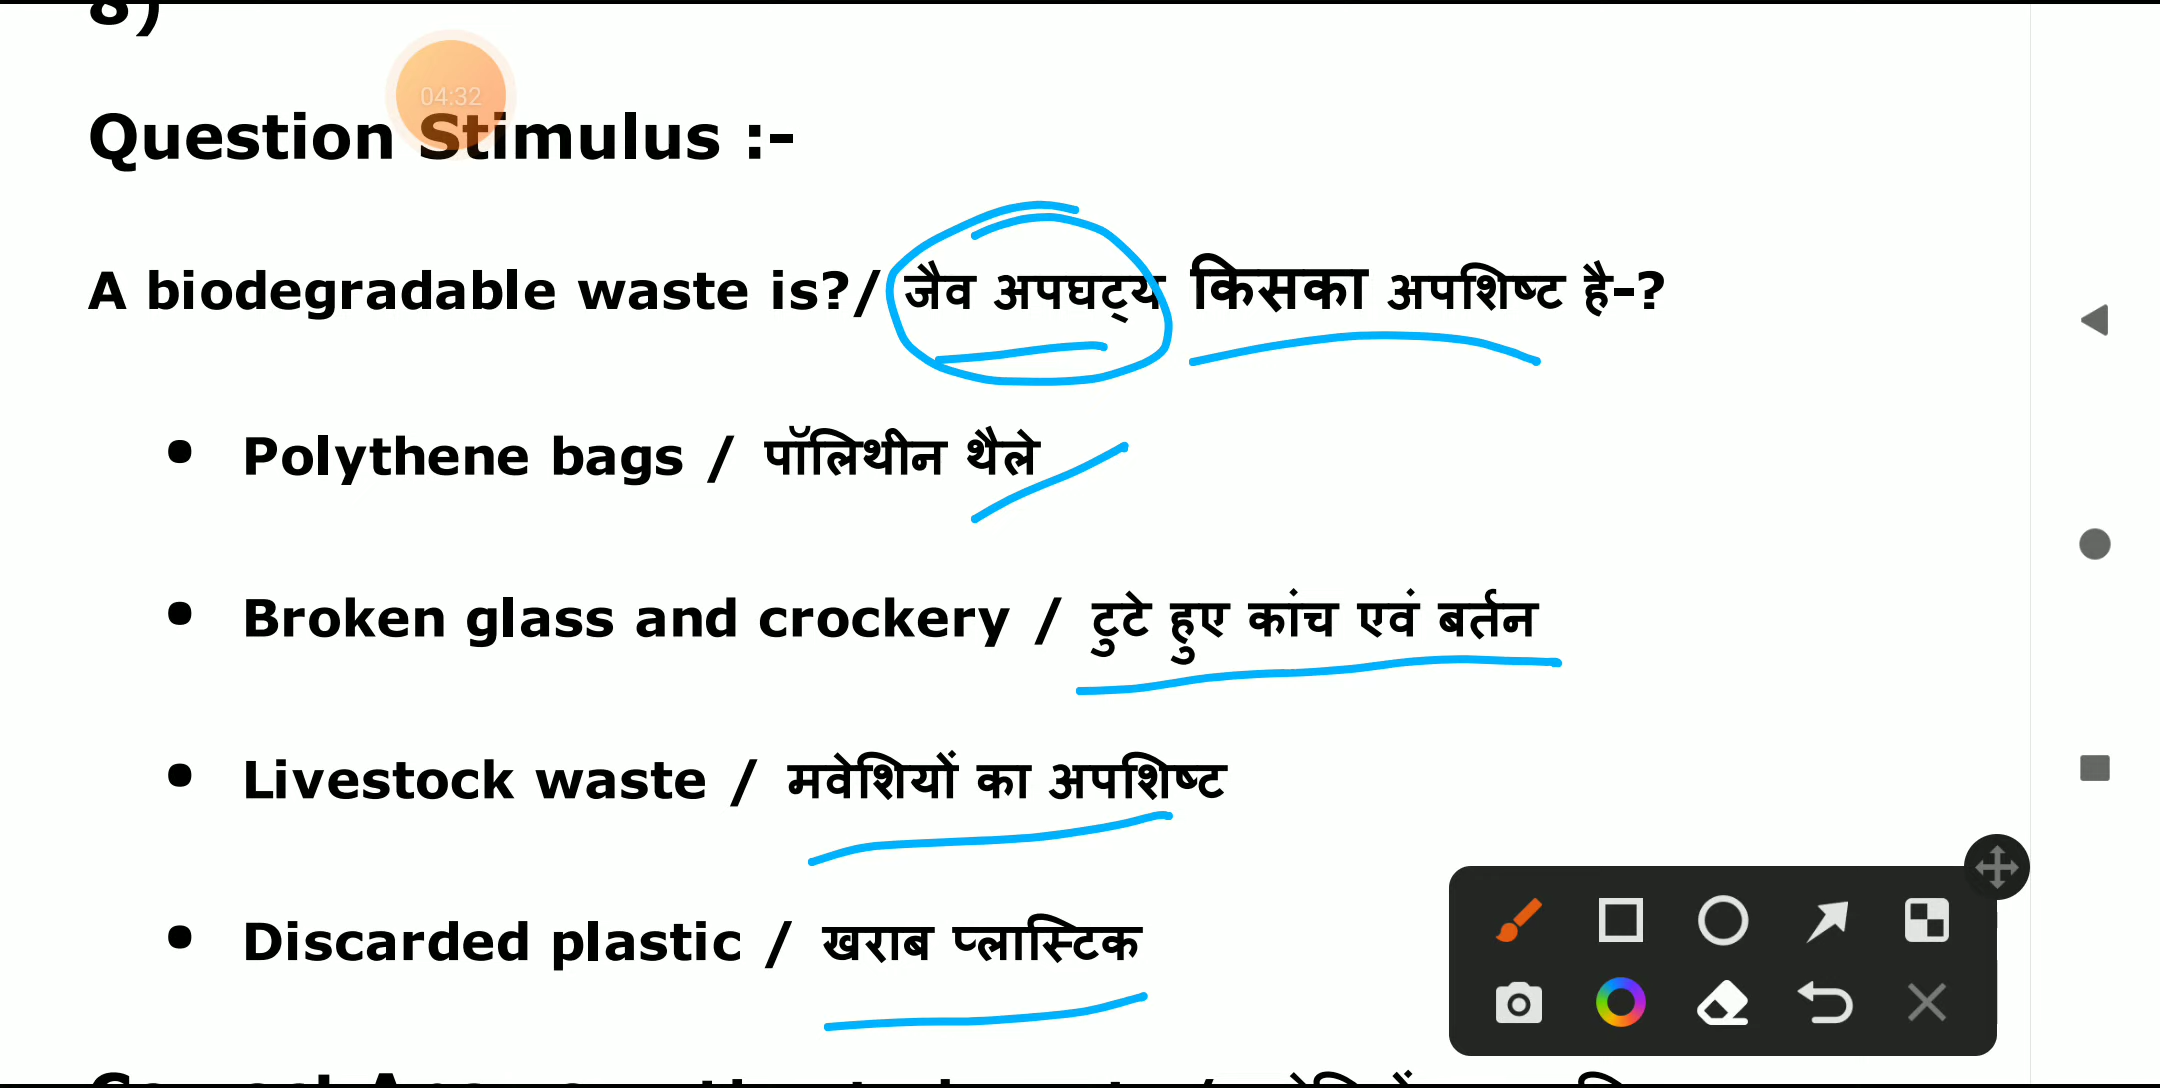 8)
04:32
Question Stimulus :-
A biodegradable waste is?/ जैव अपघट्य किसका अपशिष्ट है-?
• Polythene bags / पॉलिथीन थैले
• Broken glass and crockery / टुटे हुए कांच एवं बर्तन
• Livestock waste / मवेशियों का अपशिष्ट
• Discarded plastic / खराब प्लास्टिक